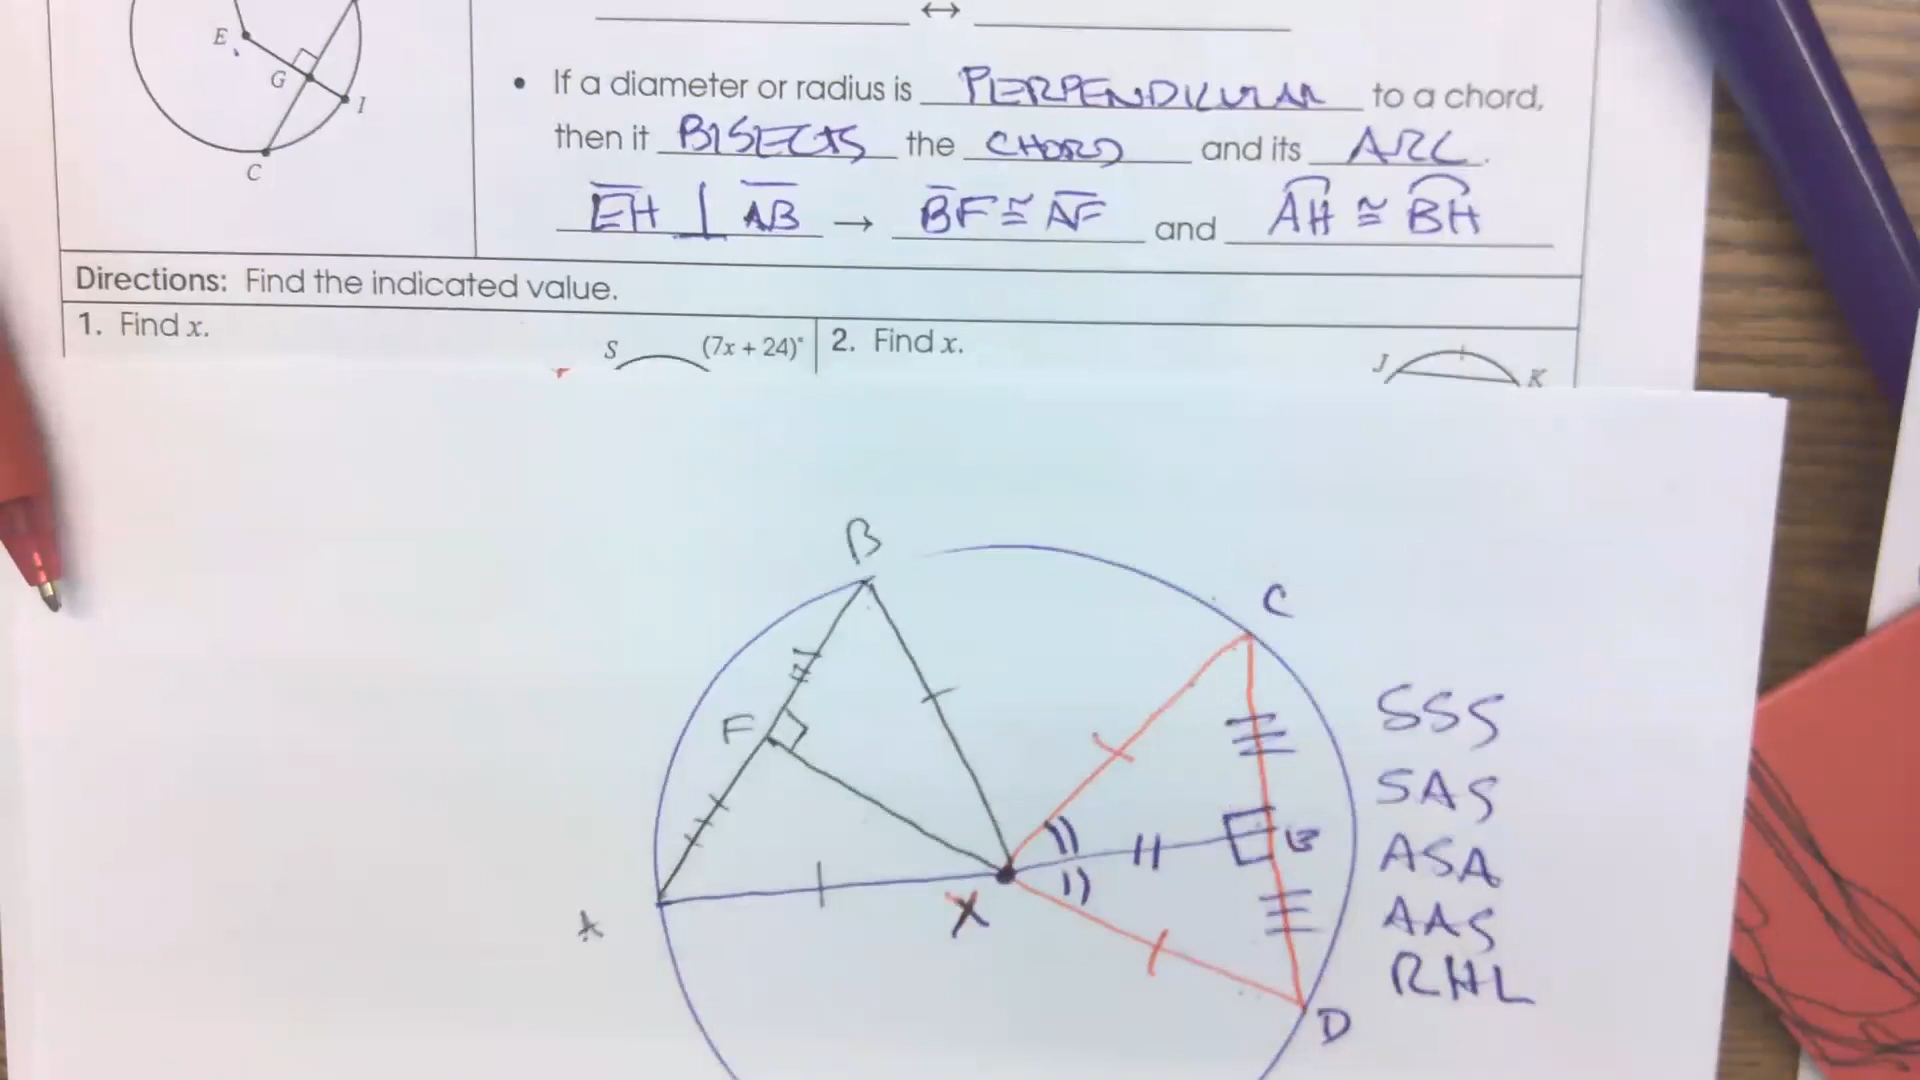 E
G
I
C
↔
• If a diameter or radius is PERPENDICULAR to a chord,
then it BISECTS the CHORD and its ARC.
EH ⊥ AB → BF ≅ AF and AH ≅ BH
Directions: Find the indicated value.
1. Find x.
S (7x + 24)°
2. Find x.
J K
B
C
F
SSS
SAS
E
ASA
A
X
AAS
RHL
D